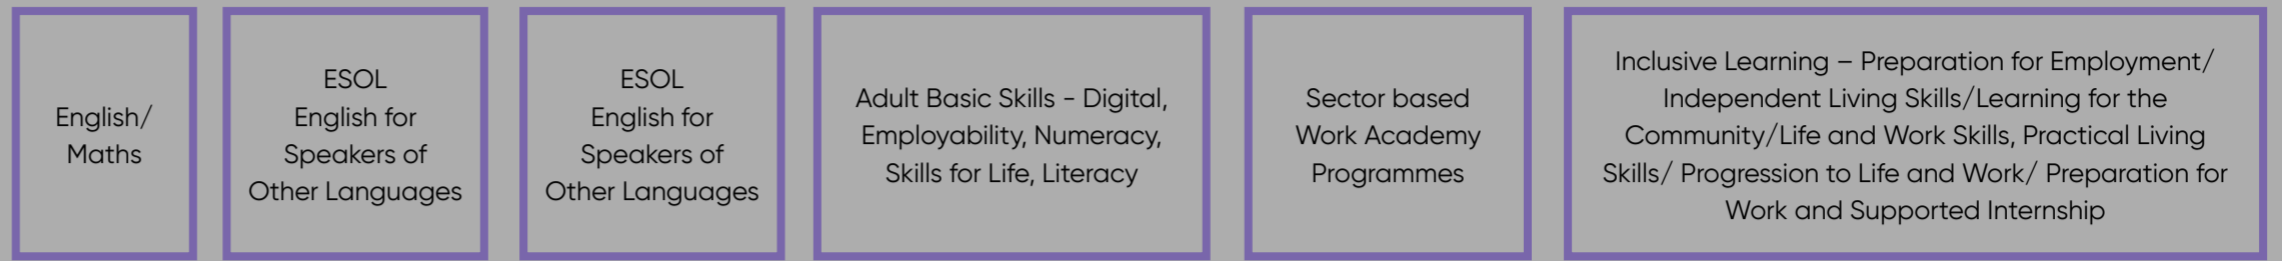 English/
Maths
ESOL
English for
Speakers of
Other Languages
ESOL
English for
Speakers of
Other Languages
Adult Basic Skills - Digital,
Employability, Numeracy,
Skills for Life, Literacy
Sector based
Work Academy
Programmes
Inclusive Learning – Preparation for Employment/
Independent Living Skills/Learning for the
Community/Life and Work Skills, Practical Living
Skills/ Progression to Life and Work/ Preparation for
Work and Supported Internship